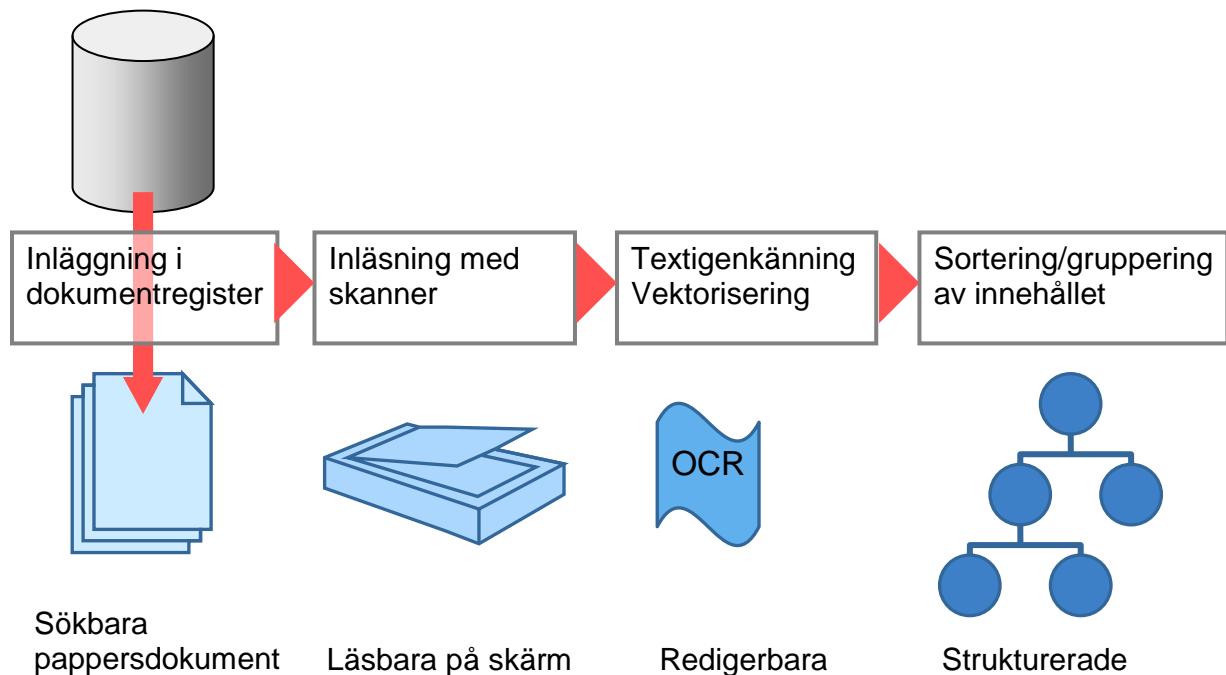 Inläggning i
dokumentregister
Inläsning med
skanner
Textigenkänning
Vektorisering
Sortering/gruppering
av innehållet
OCR
Sökbara
pappersdokument
Läsbara på skärm
Redigerbara
Strukturerade